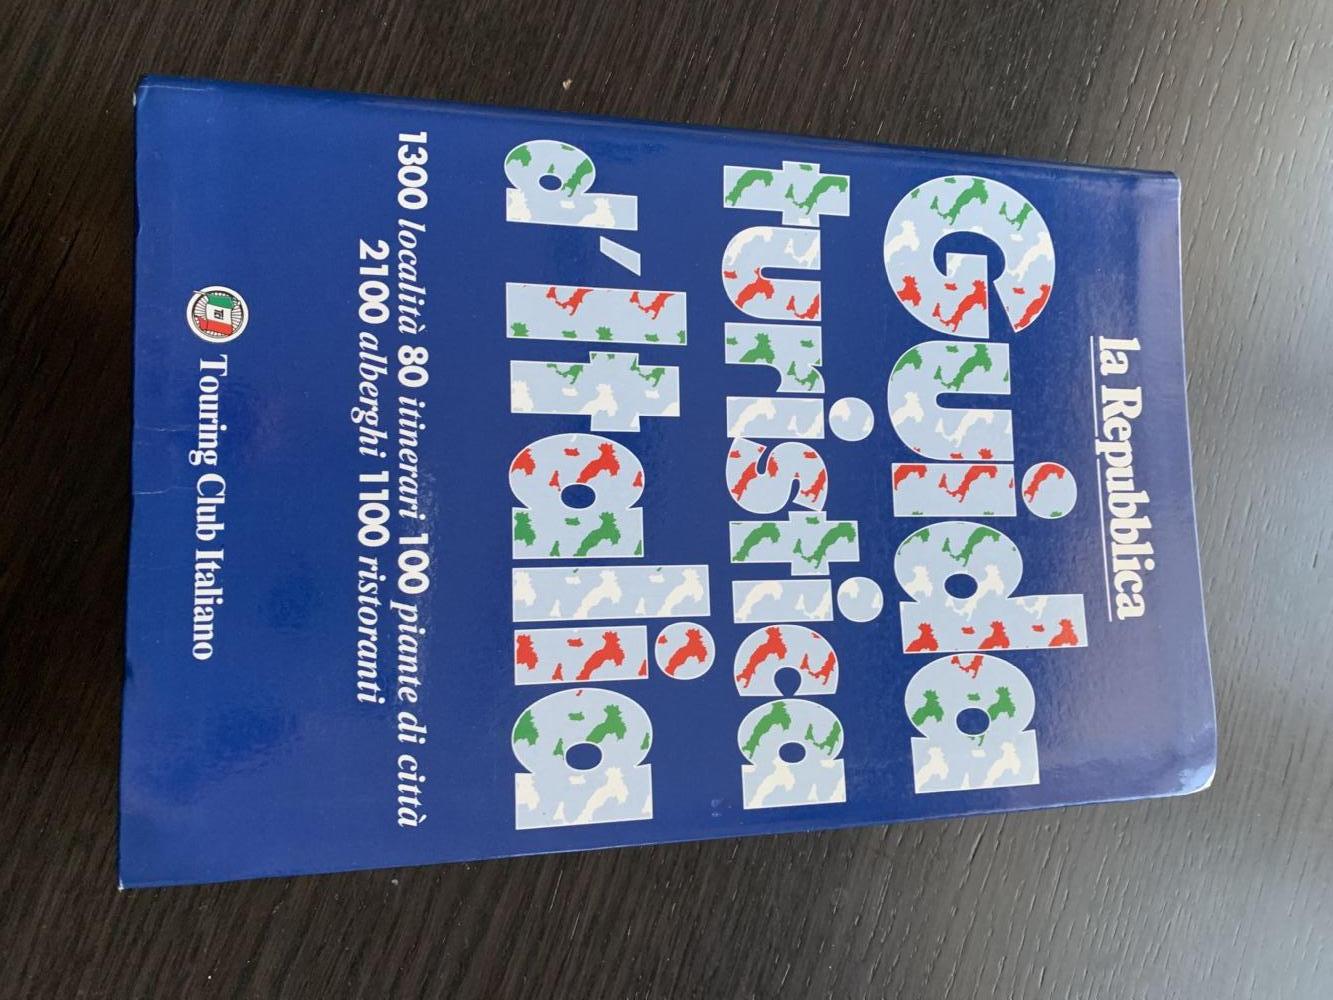 la Repubblica
Guida
turistica
d'Italia
1300 località 80 itinerari 100 piante di città
2100 alberghi 1100 ristoranti
Touring Club Italiano